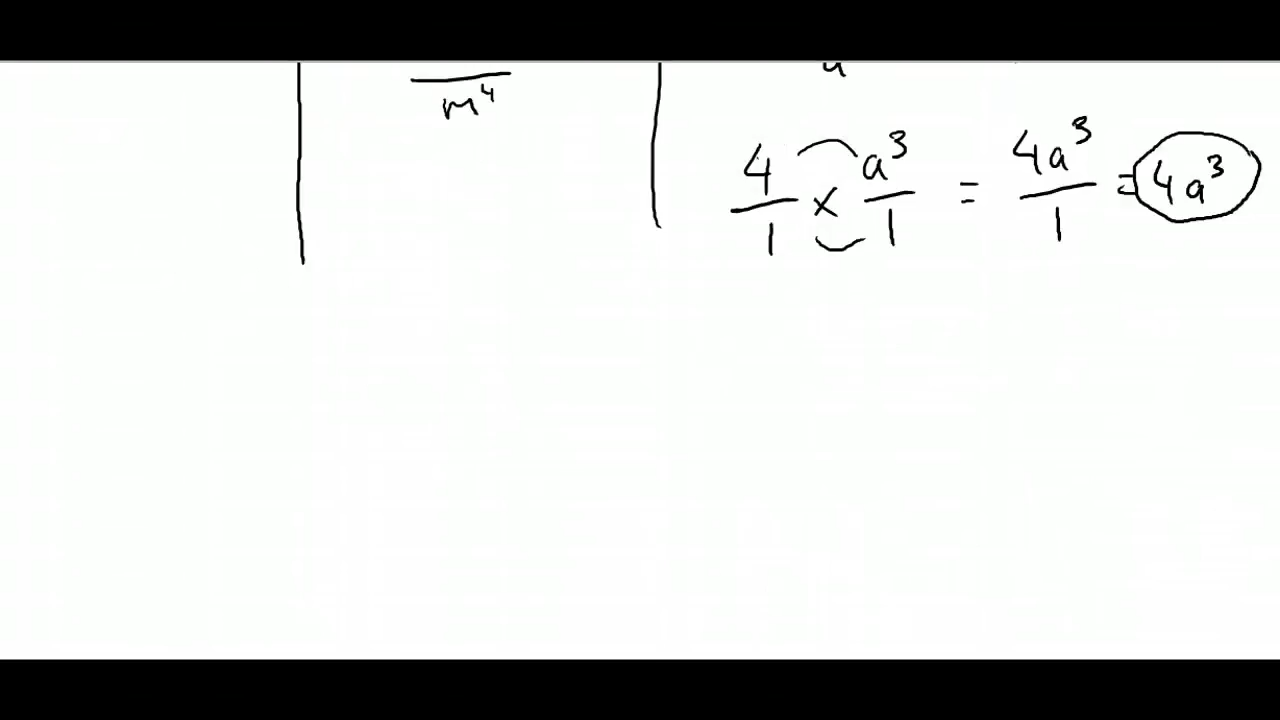 m⁴
4/1 × a³/1 = 4a³/1 = 4a³